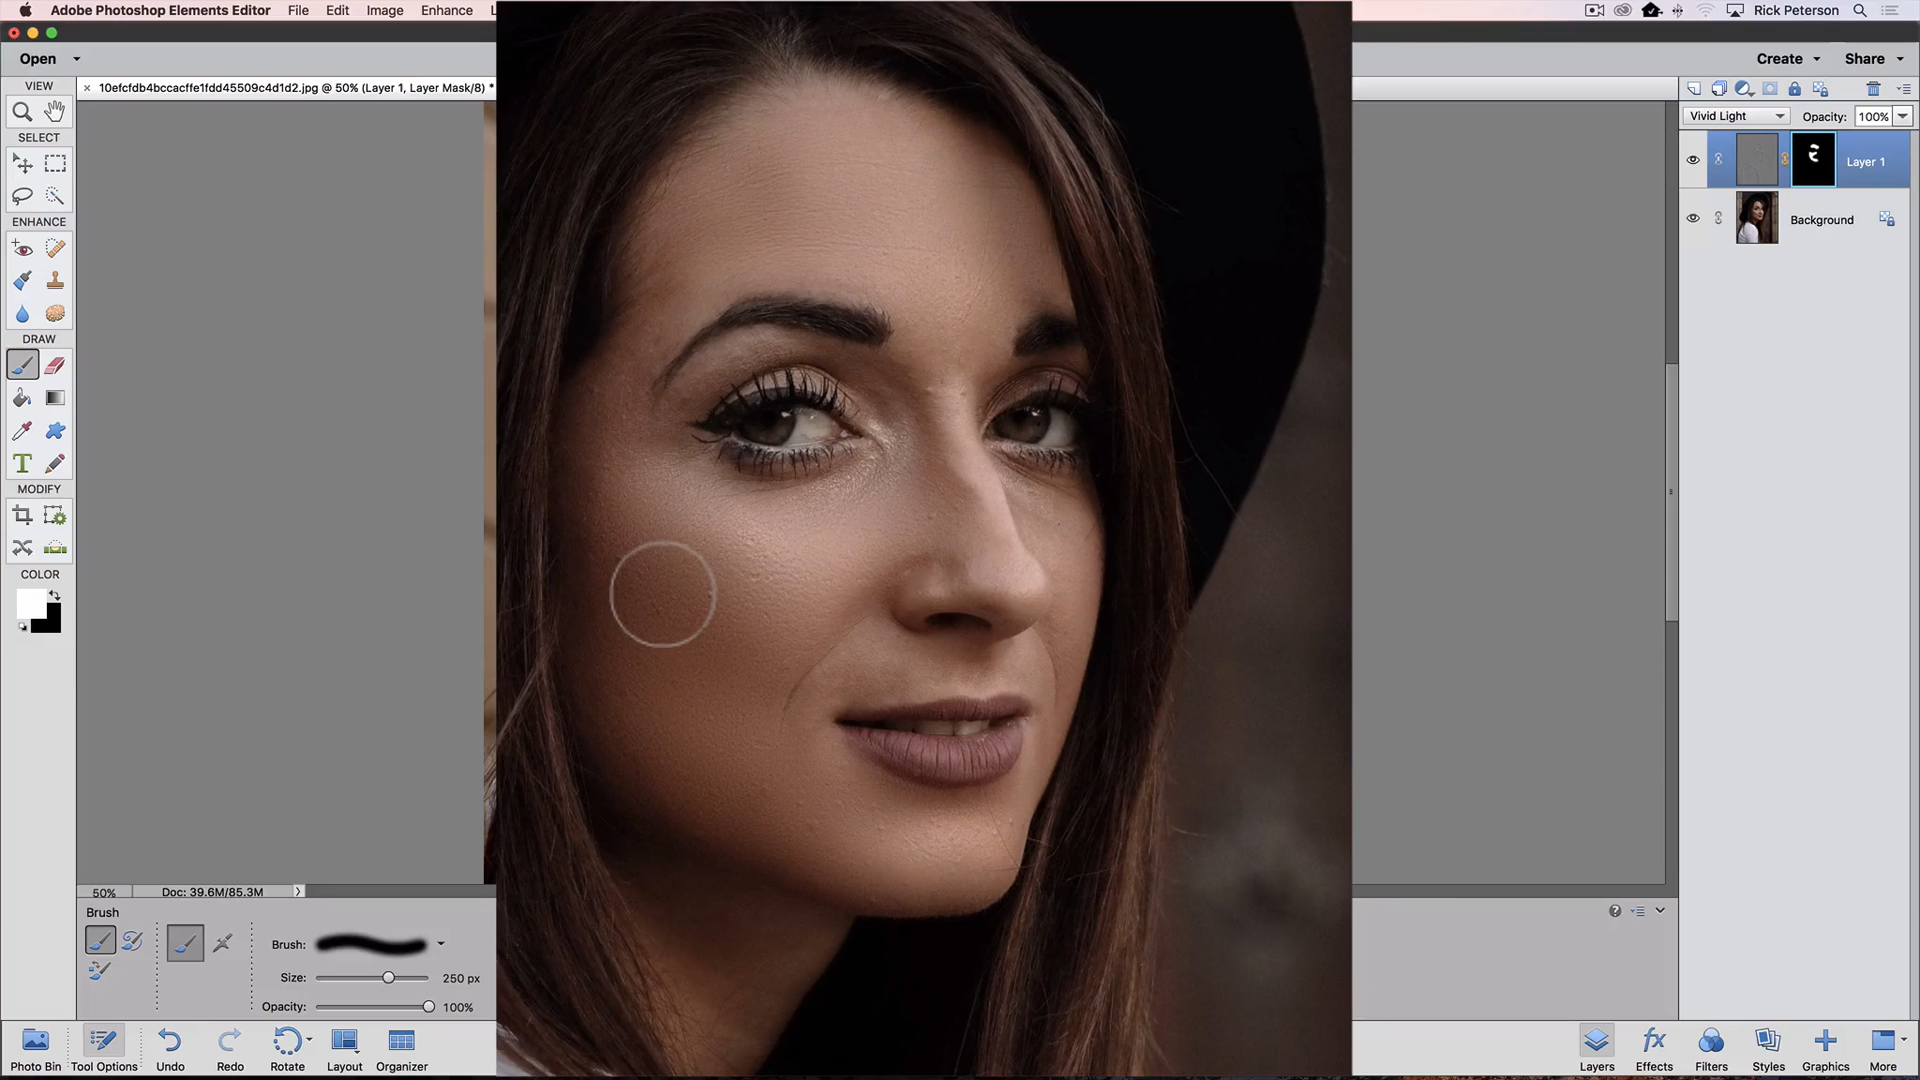 Adobe Photoshop Elements Editor File Edit Image Enhance L
Rick Peterson
Open
Create Share
VIEW
× 10efcfdb4bccacffe1fdd45509c4d1d2.jpg @ 50% (Layer 1, Layer Mask/8) *
SELECT
ENHANCE
DRAW
T
MODIFY
COLOR
Vivid Light Opacity: 100%
Layer 1
Background
50% Doc: 39.6M/85.3M
Brush
Brush:
Size: 250 px
Opacity: 100%
Photo Bin Tool Options Undo Redo Rotate Layout Organizer
fx
Layers Effects Filters Styles Graphics More